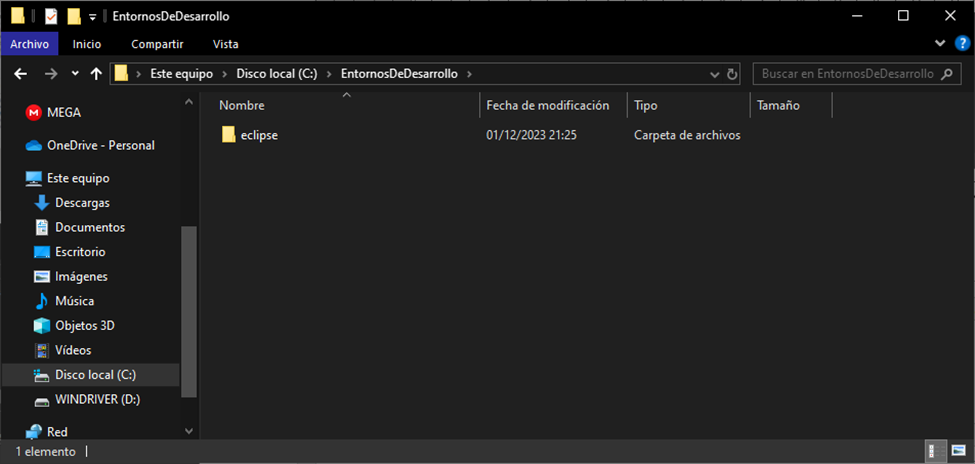 EntornosDeDesarrollo
Archivo Inicio Compartir Vista
Este equipo Disco local (C:) EntornosDeDesarrollo Buscar en EntornosDeDesarrollo
MEGA
OneDrive - Personal
Este equipo
Descargas
Documentos
Escritorio
Imágenes
Música
Objetos 3D
Vídeos
Disco local (C:)
WINDRIVER (D:)
Red
Nombre Fecha de modificación Tipo Tamaño
eclipse 01/12/2023 21:25 Carpeta de archivos
1 elemento